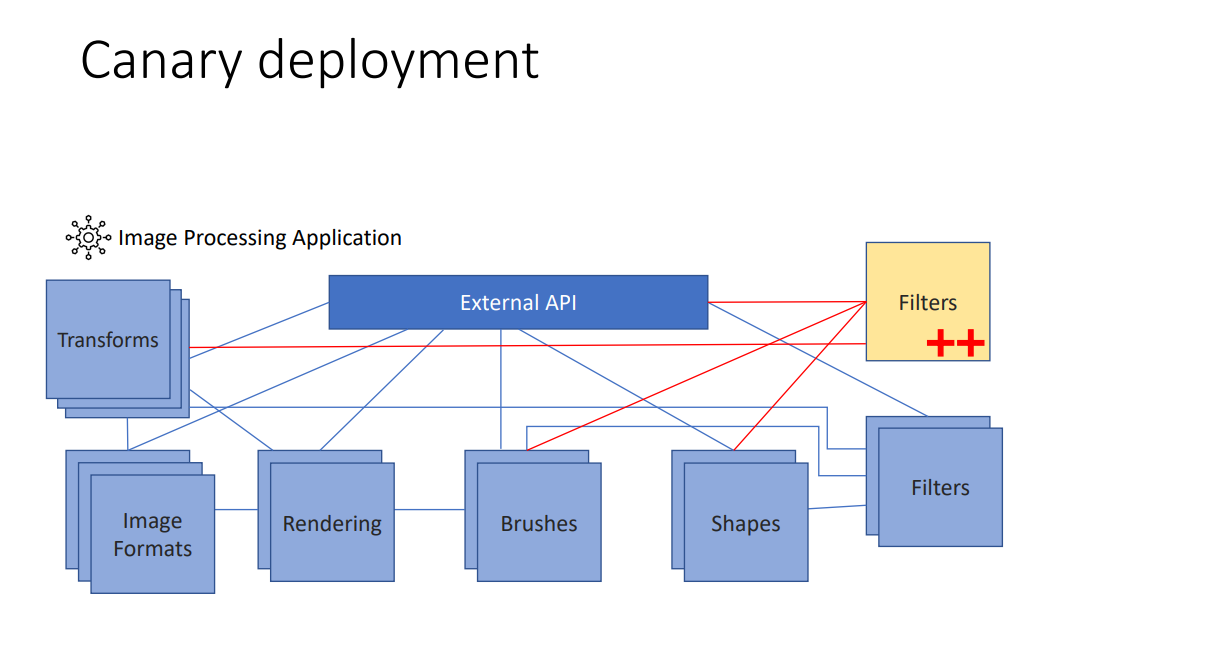 Canary deployment
Image Processing Application
External API
Filters
++
Transforms
Filters
Image
Formats
Rendering
Brushes
Shapes